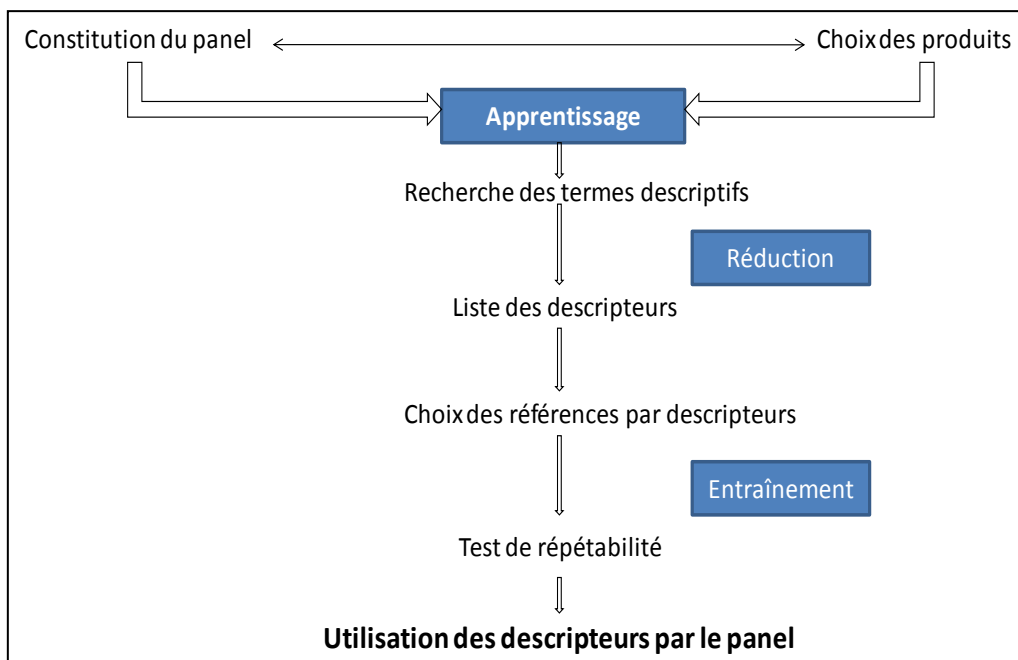 Constitution du panel
Choix des produits
Apprentissage
Recherche des termes descriptifs
Réduction
Liste des descripteurs
Choix des références par descripteurs
Entraînement
Test de répétabilité
Utilisation des descripteurs par le panel